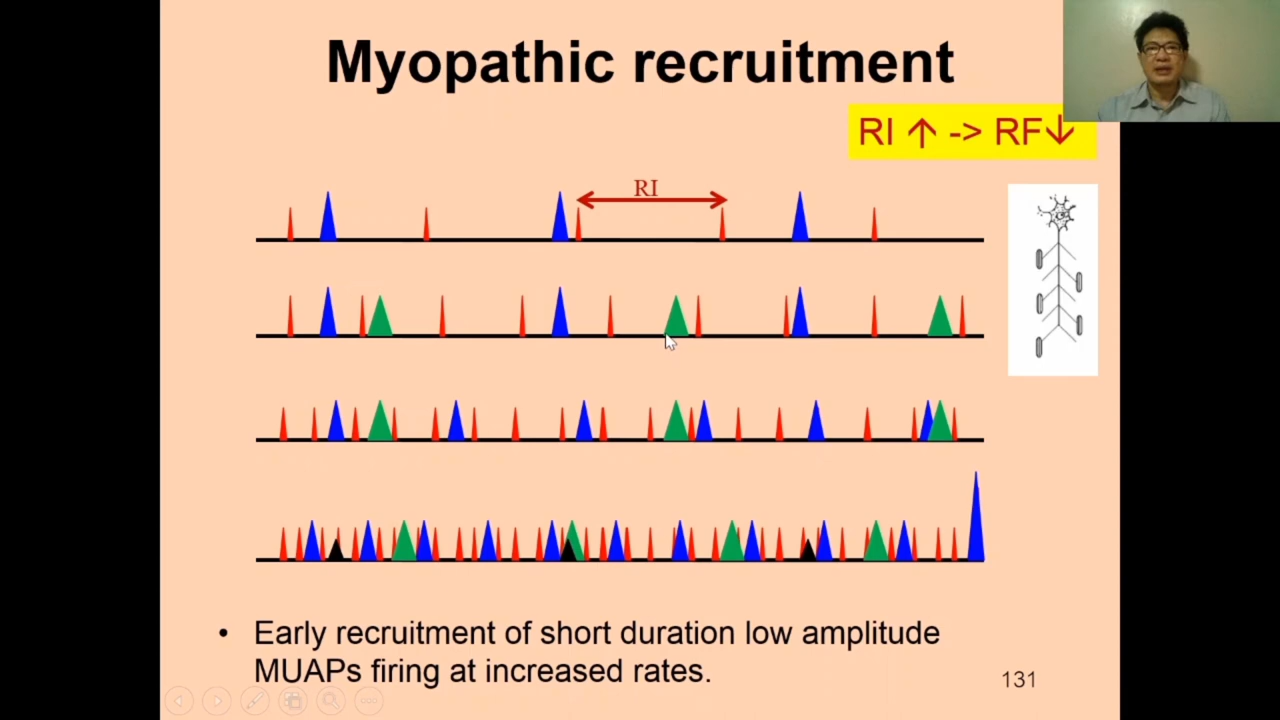 Myopathic recruitment
RI ↑ -> RF↓
RI
• Early recruitment of short duration low amplitude
MUAPs firing at increased rates.
131